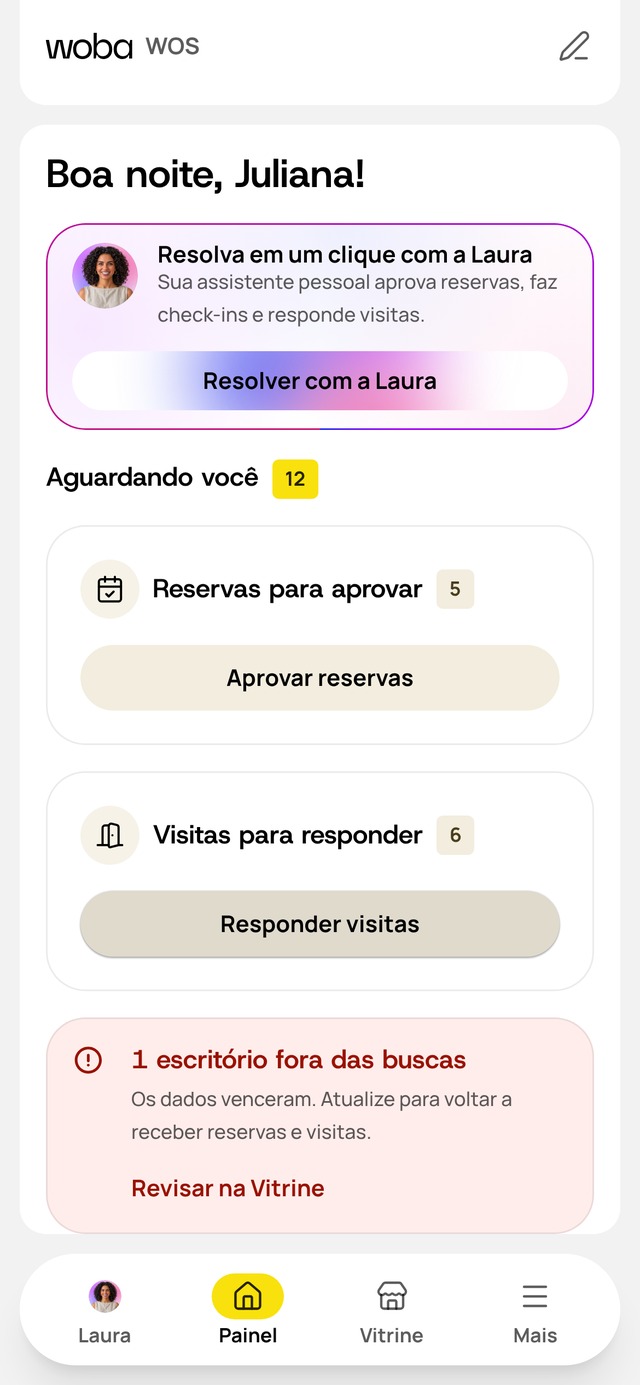 woba WOS
Boa noite, Juliana!
Resolva em um clique com a Laura
Sua assistente pessoal aprova reservas, faz
check-ins e responde visitas.
Resolver com a Laura
Aguardando você 12
Reservas para aprovar 5
Aprovar reservas
Visitas para responder 6
Responder visitas
1 escritório fora das buscas
Os dados venceram. Atualize para voltar a
receber reservas e visitas.
Revisar na Vitrine
Laura Painel Vitrine Mais